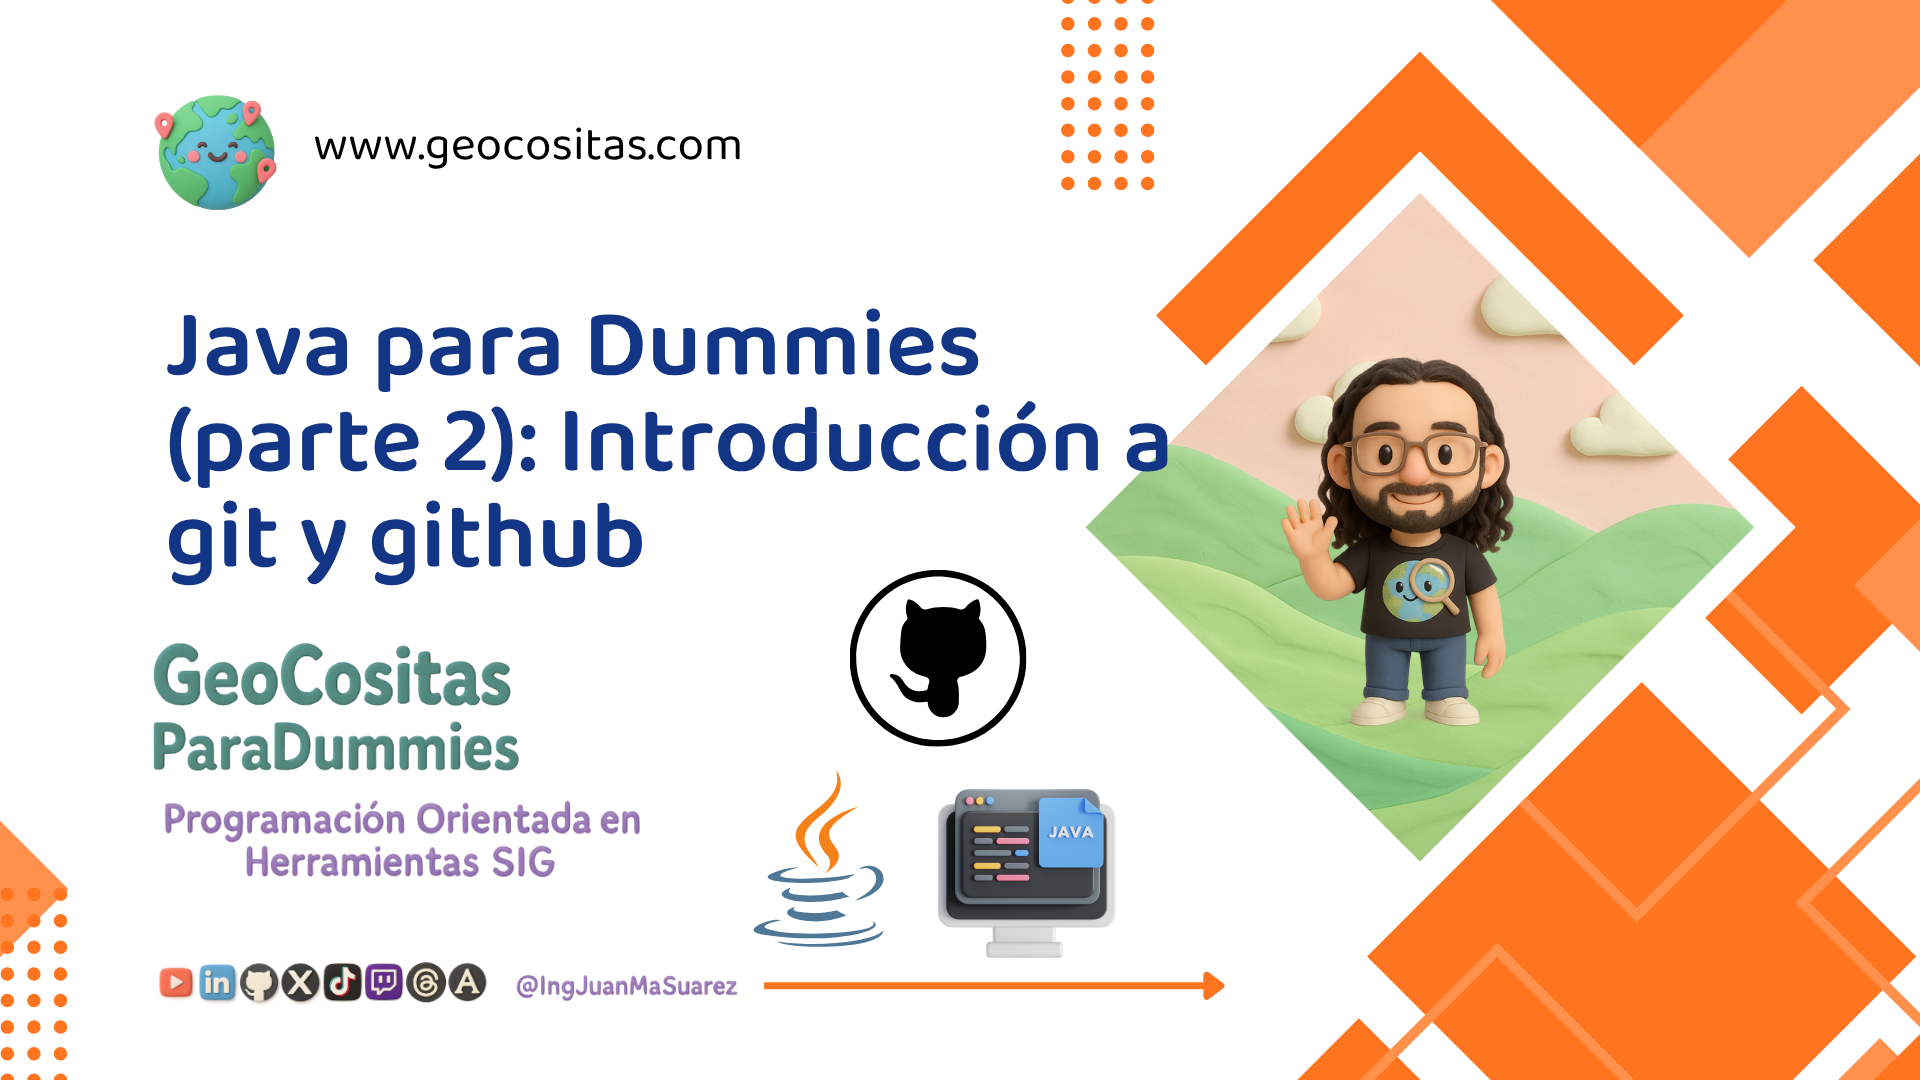 www.geocositas.com
Java para Dummies
(parte 2): Introducción a
git y github
GeoCositas
ParaDummies
Programación Orientada en
Herramientas SIG
JAVA
@IngJuanMaSuarez